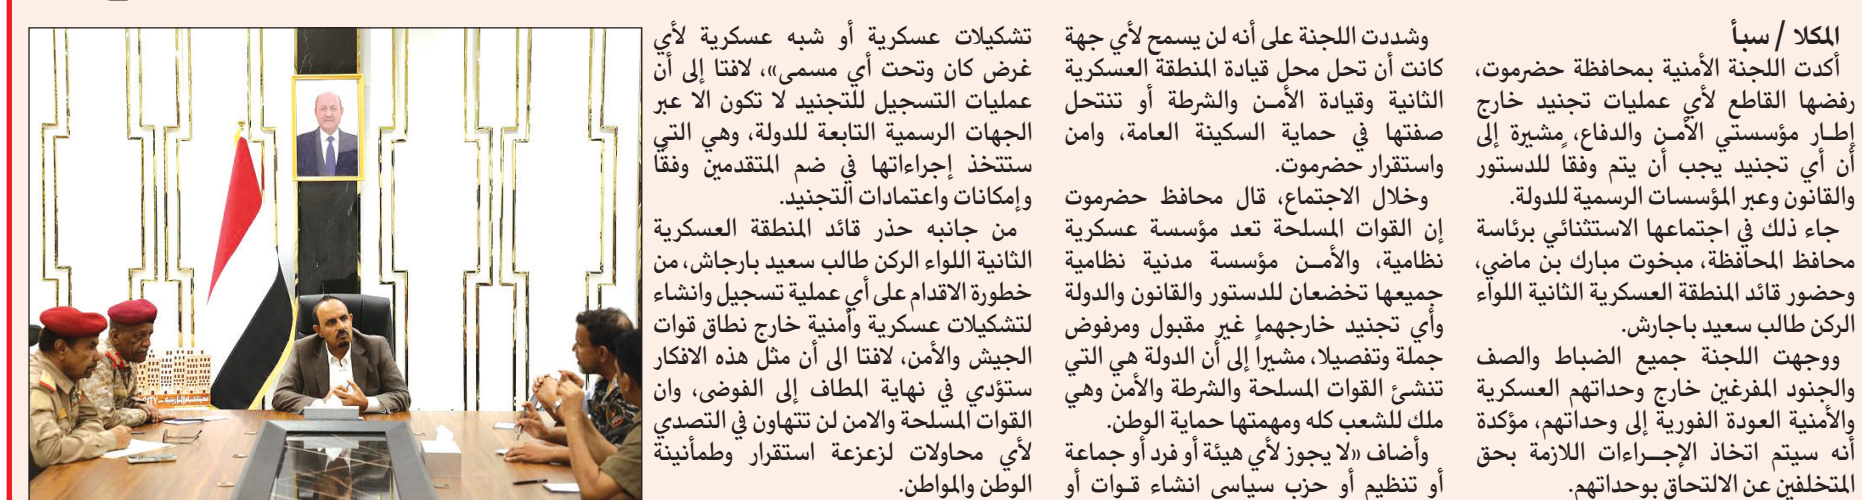 المكلا / سبأ
أكدت اللجنة الأمنية بمحافظة حضرموت،
رفضها القاطع لأي عمليات تجنيد خارج
إطـار مؤسستي الأمـن والدفاع، مشيرة إلى
أن أي تجنيد يجب أن يتم وفقاً للدستور
والقانون وعبر المؤسسات الرسمية للدولة.
جاء ذلك في اجتماعها الاستثنائي برئاسة
محافظ المحافظة، مبخوت مبارك بن ماضي،
وحضور قائد المنطقة العسكرية الثانية اللواء
الركن طالب سعيد باجارش.
ووجهت اللجنة جميع الضباط والصف
والجنود المفرغين خارج وحداتهم العسكرية
والأمنية العودة الفورية إلى وحداتهم، مؤكدة
أنه سيتم اتخاذ الإجـــراءات اللازمة بحق
المتخلفين عن الالتحاق بوحداتهم.
وشددت اللجنة على أنه لن يسمح لأي جهة
كانت أن تحل محل قيادة المنطقة العسكرية
الثانية وقيادة الأمـن والشرطة أو تنتحل
صفتها في حماية السكينة العامة، وامن
واستقرار حضرموت.
وخلال الاجتماع، قال محافظ حضرموت
إن القوات المسلحة تعد مؤسسة عسكرية
نظامية، والأمــن مؤسسة مدنية نظامية
جميعها تخضعان للدستور والقانون والدولة
وأي تجنيد خارجهما غير مقبول ومرفوض
جملة وتفصيلا، مشيراً إلى أن الدولة هي التي
تنشئ القوات المسلحة والشرطة والأمن وهي
ملك للشعب كله ومهمتها حماية الوطن.
وأضاف «لا يجوز لأي هيئة أو فرد أو جماعة
أو تنظيم أو حزب سياسي انشاء قـوات أو
تشكيلات عسكرية أو شبه عسكرية لأي
غرض كان وتحت أي مسمى»، لافتا إلى أن
عمليات التسجيل للتجنيد لا تكون الا عبر
الجهات الرسمية التابعة للدولة، وهي التي
ستتخذ إجراءاتها في ضم المتقدمين وفقًا
وإمكانات واعتمادات التجنيد.
من جانبه حذر قائد المنطقة العسكرية
الثانية اللواء الركن طالب سعيد بارجاش، من
خطورة الاقدام على أي عملية تسجيل وانشاء
لتشكيلات عسكرية وأمنية خارج نطاق قوات
الجيش والأمن، لافتا الى أن مثل هذه الافكار
ستؤدي في نهاية المطاف إلى الفوضى، وان
القوات المسلحة والامن لن تتهاون في التصدي
لأي محاولات لزعزعة استقرار وطمأنينة
الوطن والمواطن.